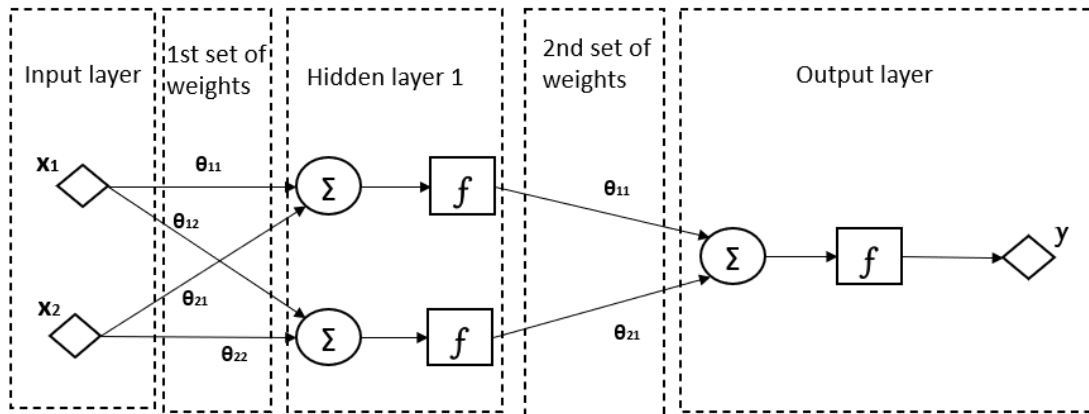 Input layer
1st set of
weights
Hidden layer 1
2nd set of
weights
Output layer
x₁
θ₁₁
Σ
f
θ₁₁
θ₁₂
y
Σ
f
x₂
θ₂₁
Σ
f
θ₂₁
θ₂₂